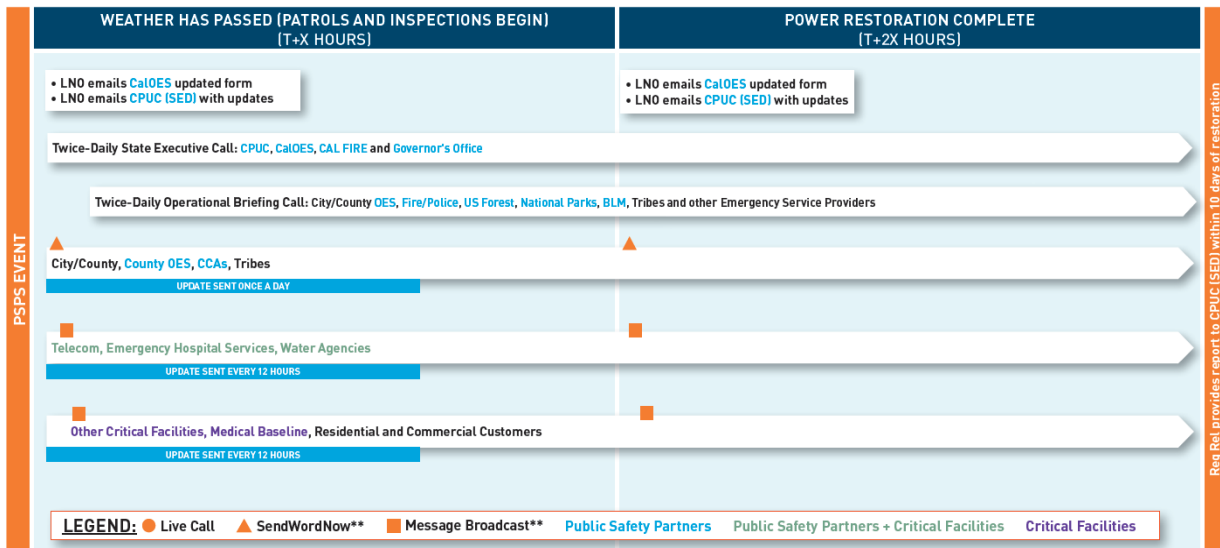 WEATHER HAS PASSED (PATROLS AND INSPECTIONS BEGIN)
(T+X HOURS)
POWER RESTORATION COMPLETE
(T+2X HOURS)
PSPS EVENT
• LNO emails CalOES updated form
• LNO emails CPUC (SED) with updates
• LNO emails CalOES updated form
• LNO emails CPUC (SED) with updates
Twice-Daily State Executive Call: CPUC, CalOES, CAL FIRE and Governor's Office
Twice-Daily Operational Briefing Call: City/County OES, Fire/Police, US Forest, National Parks, BLM, Tribes and other Emergency Service Providers
City/County, County OES, CCAs, Tribes
UPDATE SENT ONCE A DAY
Telecom, Emergency Hospital Services, Water Agencies
UPDATE SENT EVERY 12 HOURS
Other Critical Facilities, Medical Baseline, Residential and Commercial Customers
UPDATE SENT EVERY 12 HOURS
Reg Rel provides report to CPUC (SED) within 10 days of restoration
LEGEND: Live Call SendWordNow** Message Broadcast** Public Safety Partners Public Safety Partners + Critical Facilities Critical Facilities